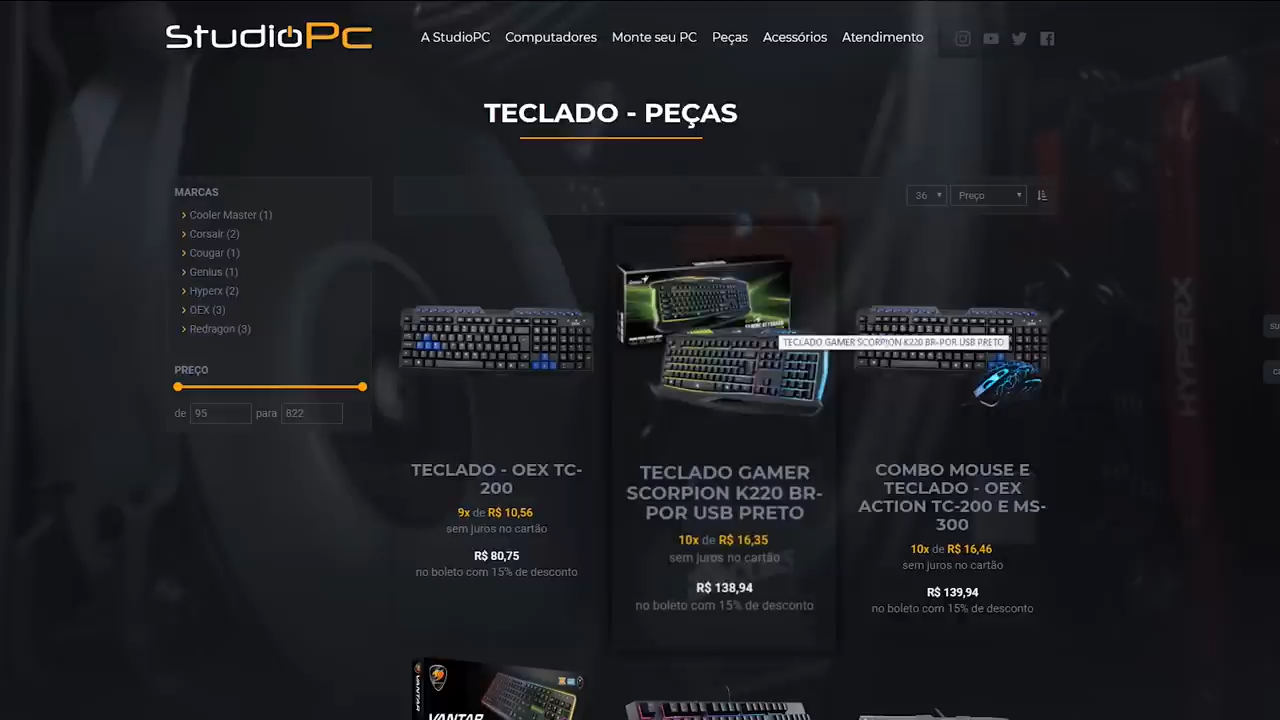 StudioPc
A StudioPC
Computadores
Monte seu PC
Peças
Acessórios
Atendimento
TECLADO - PEÇAS
MARCAS
Cooler Master (1)
Corsair (2)
Cougar (1)
Genius (1)
Hyperx (2)
OEX (3)
Redragon (3)
PREÇO
de 95 para 822
36
Preço
TECLADO GAMER SCORPION K220 BR-POR USB PRETO
TECLADO - OEX TC-
200
9x de R$ 10,56
sem juros no cartão
R$ 80,75
no boleto com 15% de desconto
TECLADO GAMER
SCORPION K220 BR-
POR USB PRETO
10x de R$ 16,35
sem juros no cartão
R$ 138,94
no boleto com 15% de desconto
COMBO MOUSE E
TECLADO - OEX
ACTION TC-200 E MS-
300
10x de R$ 16,46
sem juros no cartão
R$ 139,94
no boleto com 15% de desconto
HYPERX
VANTAR
VANTAR